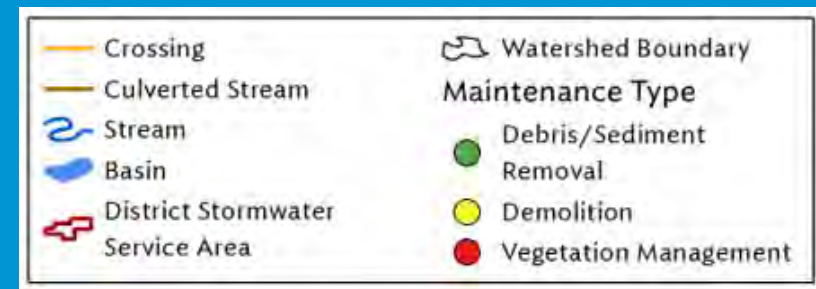 Crossing
Culverted Stream
Stream
Basin
District Stormwater
Service Area
Watershed Boundary
Maintenance Type
Debris/Sediment
Removal
Demolition
Vegetation Management